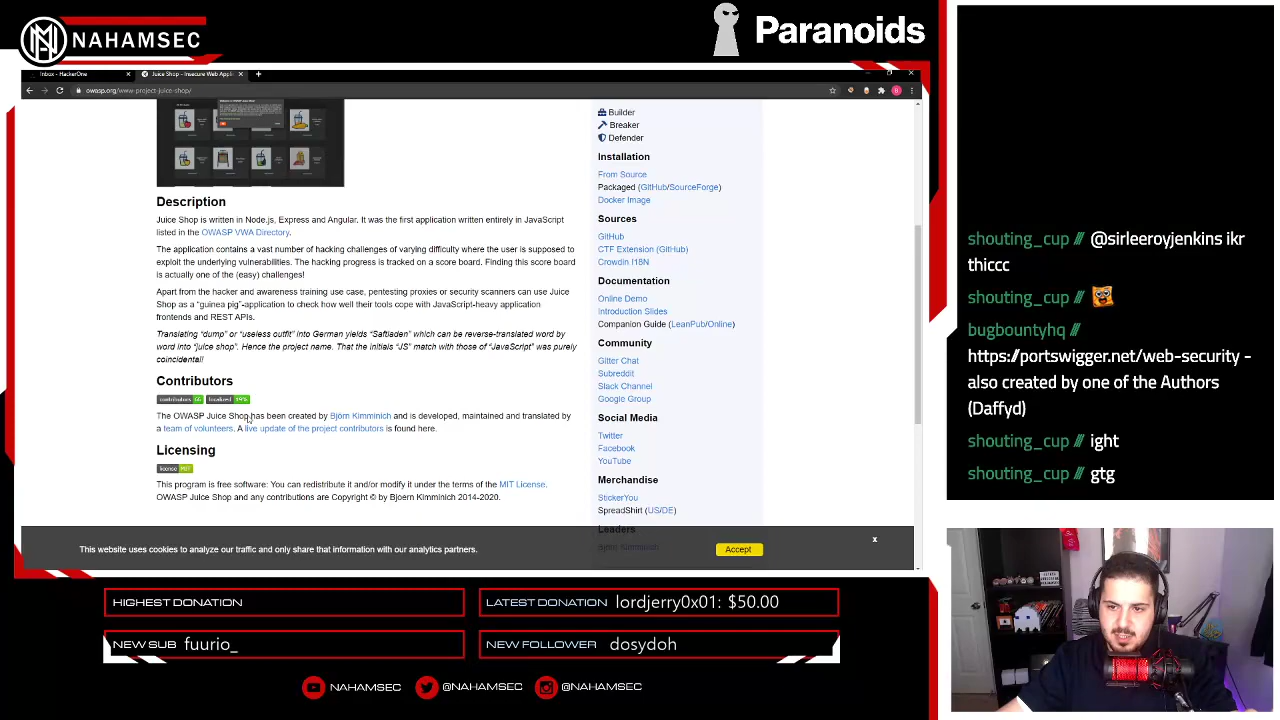 NAHAMSEC
Paranoids
Inbox - HackerOne
Juice Shop - Insecure Web Appli
owasp.org/www-project-juice-shop/
Description
Juice Shop is written in Node.js, Express and Angular. It was the first application written entirely in JavaScript
listed in the OWASP VWA Directory.
The application contains a vast number of hacking challenges of varying difficulty where the user is supposed to
exploit the underlying vulnerabilities. The hacking progress is tracked on a score board. Finding this score board
is actually one of the (easy) challenges!
Apart from the hacker and awareness training use case, pentesting proxies or security scanners can use Juice
Shop as a "guinea pig"-application to check how well their tools cope with JavaScript-heavy application
frontends and REST APIs.
Translating "dump" or "useless outfit" into German yields "Saftladen" which can be reverse-translated word by
word into "juice shop". Hence the project name. That the initials "JS" match with those of "JavaScript" was purely
coincidental!
Contributors
contributors 66 localized 19%
The OWASP Juice Shop has been created by Björn Kimminich and is developed, maintained and translated by
a team of volunteers. A live update of the project contributors is found here.
Licensing
license MIT
This program is free software: You can redistribute it and/or modify it under the terms of the MIT License.
OWASP Juice Shop and any contributions are Copyright © by Bjoern Kimminich 2014-2020.
Builder
Breaker
Defender
Installation
From Source
Packaged (GitHub/SourceForge)
Docker Image
Sources
GitHub
CTF Extension (GitHub)
Crowdin I18N
Documentation
Online Demo
Introduction Slides
Companion Guide (LeanPub/Online)
Community
Gitter Chat
Subreddit
Slack Channel
Google Group
Social Media
Twitter
Facebook
YouTube
Merchandise
StickerYou
SpreadShirt (US/DE)
Leaders
Björn Kimminich
This website uses cookies to analyze our traffic and only share that information with our analytics partners.
Accept
x
shouting_cup /// @sirleeroyjenkins ikr
thiccc
shouting_cup ///
bugbountyhq ///
https://portswigger.net/web-security -
also created by one of the Authors
(Daffyd)
shouting_cup /// ight
shouting_cup /// gtg
HIGHEST DONATION
LATEST DONATION lordjerry0x01: $50.00
NEW SUB fuurio_
NEW FOLLOWER dosydoh
NAHAMSEC
@NAHAMSEC
@NAHAMSEC